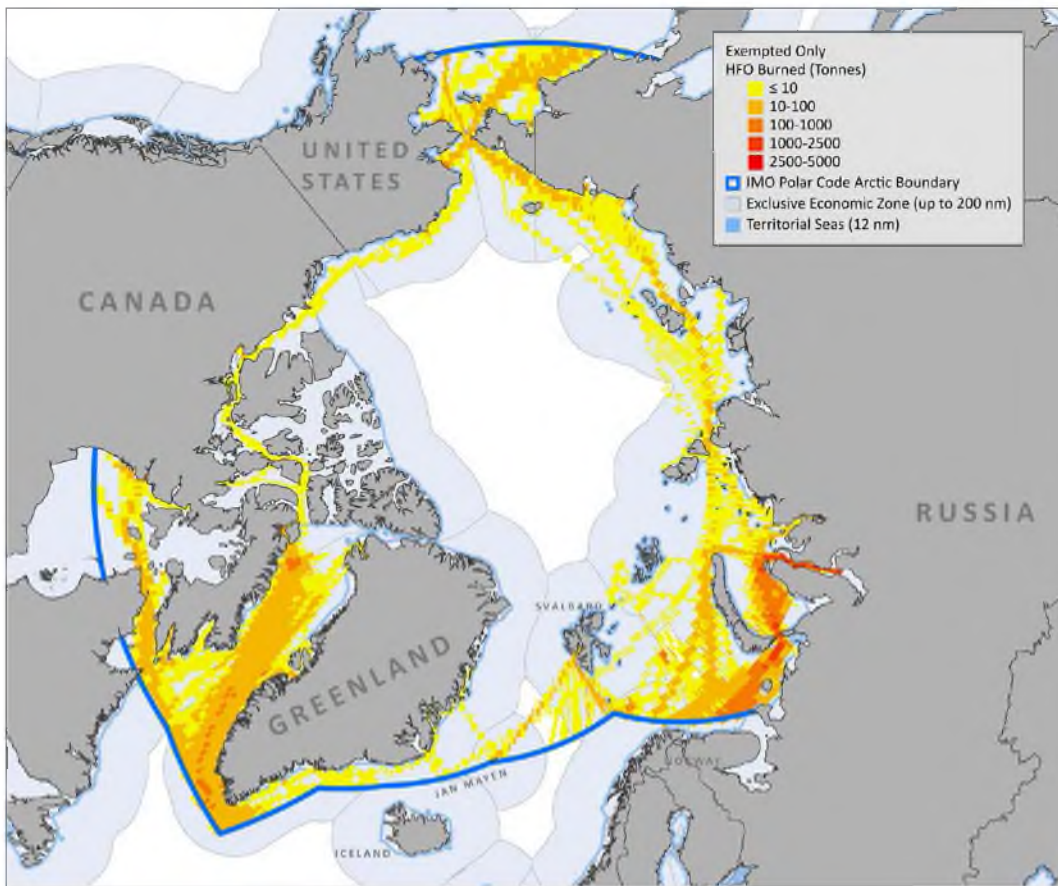 Exempted Only
HFO Burned (Tonnes)
≤ 10
10-100
100-1000
1000-2500
2500-5000
IMO Polar Code Arctic Boundary
Exclusive Economic Zone (up to 200 nm)
Territorial Seas (12 nm)
UNITED
STATES
CANADA
RUSSIA
SVALBARD
GREENLAND
NORWAY
JAN MAYEN
ICELAND